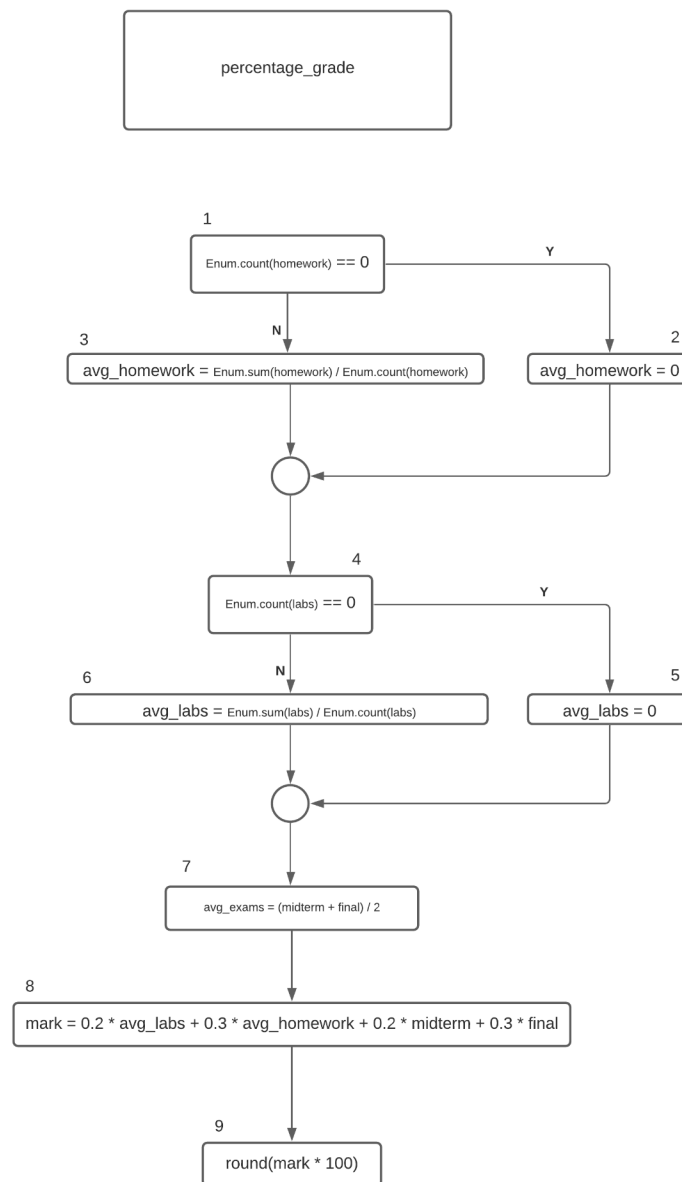 percentage_grade
1
Enum.count(homework) == 0
Y
N
3
2
avg_homework = Enum.sum(homework) / Enum.count(homework)
avg_homework = 0
4
Enum.count(labs) == 0
Y
N
6
5
avg_labs = Enum.sum(labs) / Enum.count(labs)
avg_labs = 0
7
avg_exams = (midterm + final) / 2
8
mark = 0.2 * avg_labs + 0.3 * avg_homework + 0.2 * midterm + 0.3 * final
9
round(mark * 100)